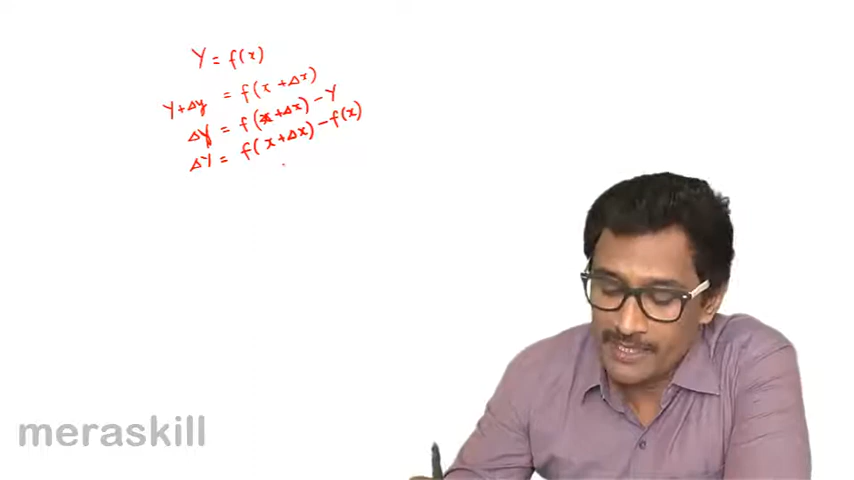 Y = f(x)
Y+Δy = f(x+Δx)
Δy = f(x+Δx)-Y
ΔY = f(x+Δx)-f(x)
meraskill